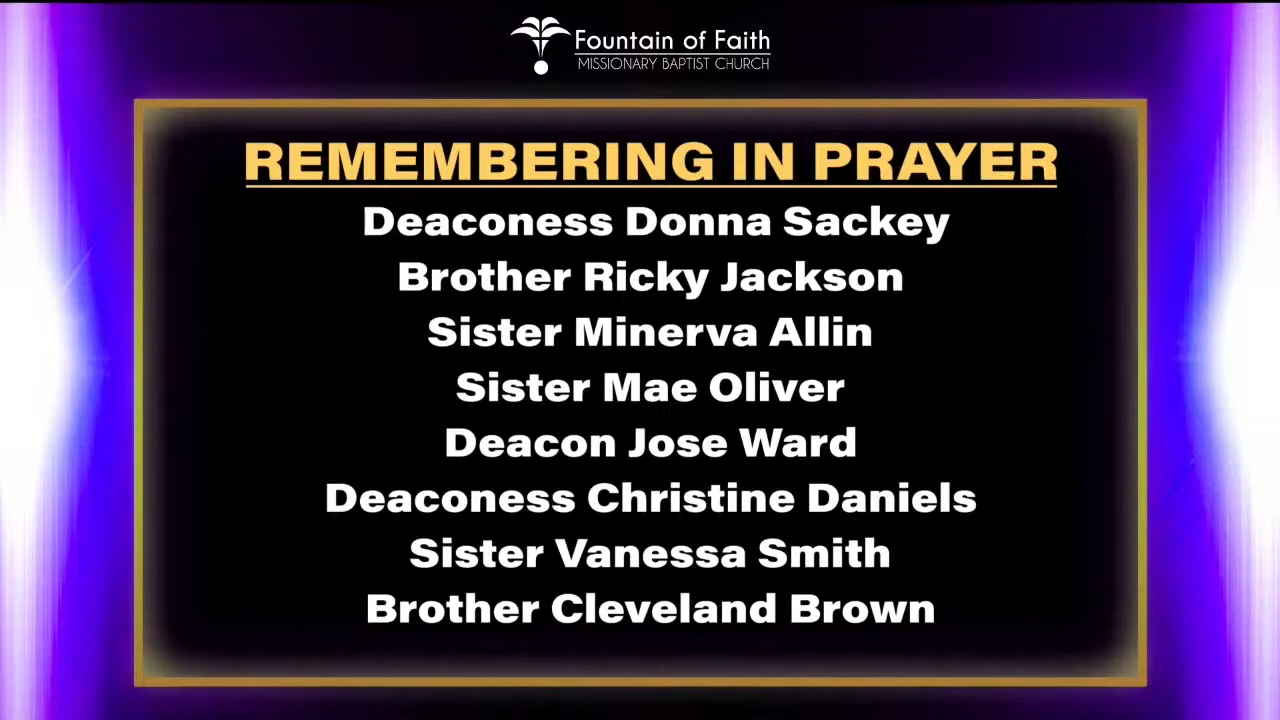 Fountain of Faith
MISSIONARY BAPTIST CHURCH
REMEMBERING IN PRAYER
Deaconess Donna Sackey
Brother Ricky Jackson
Sister Minerva Allin
Sister Mae Oliver
Deacon Jose Ward
Deaconess Christine Daniels
Sister Vanessa Smith
Brother Cleveland Brown